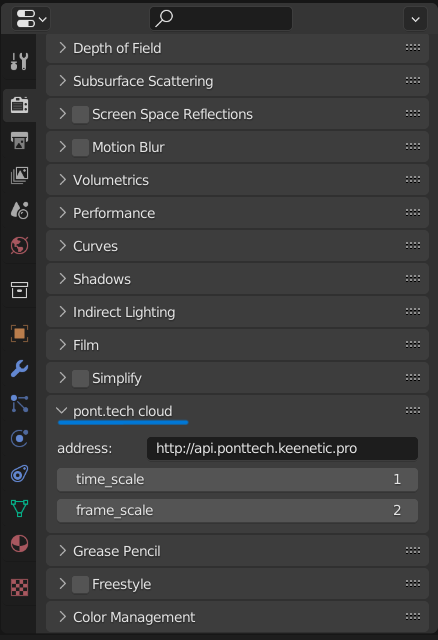 Depth of Field
Subsurface Scattering
Screen Space Reflections
Motion Blur
Volumetrics
Performance
Curves
Shadows
Indirect Lighting
Film
Simplify
pont.tech cloud
address: http://api.ponttech.keenetic.pro
time_scale 1
frame_scale 2
Grease Pencil
Freestyle
Color Management